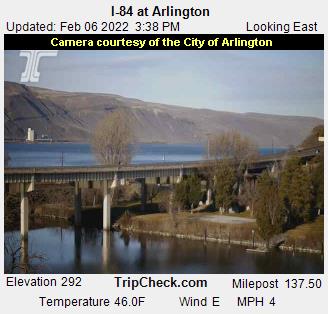 I-84 at Arlington
Updated: Feb 06 2022 3:38 PM Looking East
Camera courtesy of the City of Arlington
Elevation 292 TripCheck.com Milepost 137.50
Temperature 46.0F Wind E MPH 4